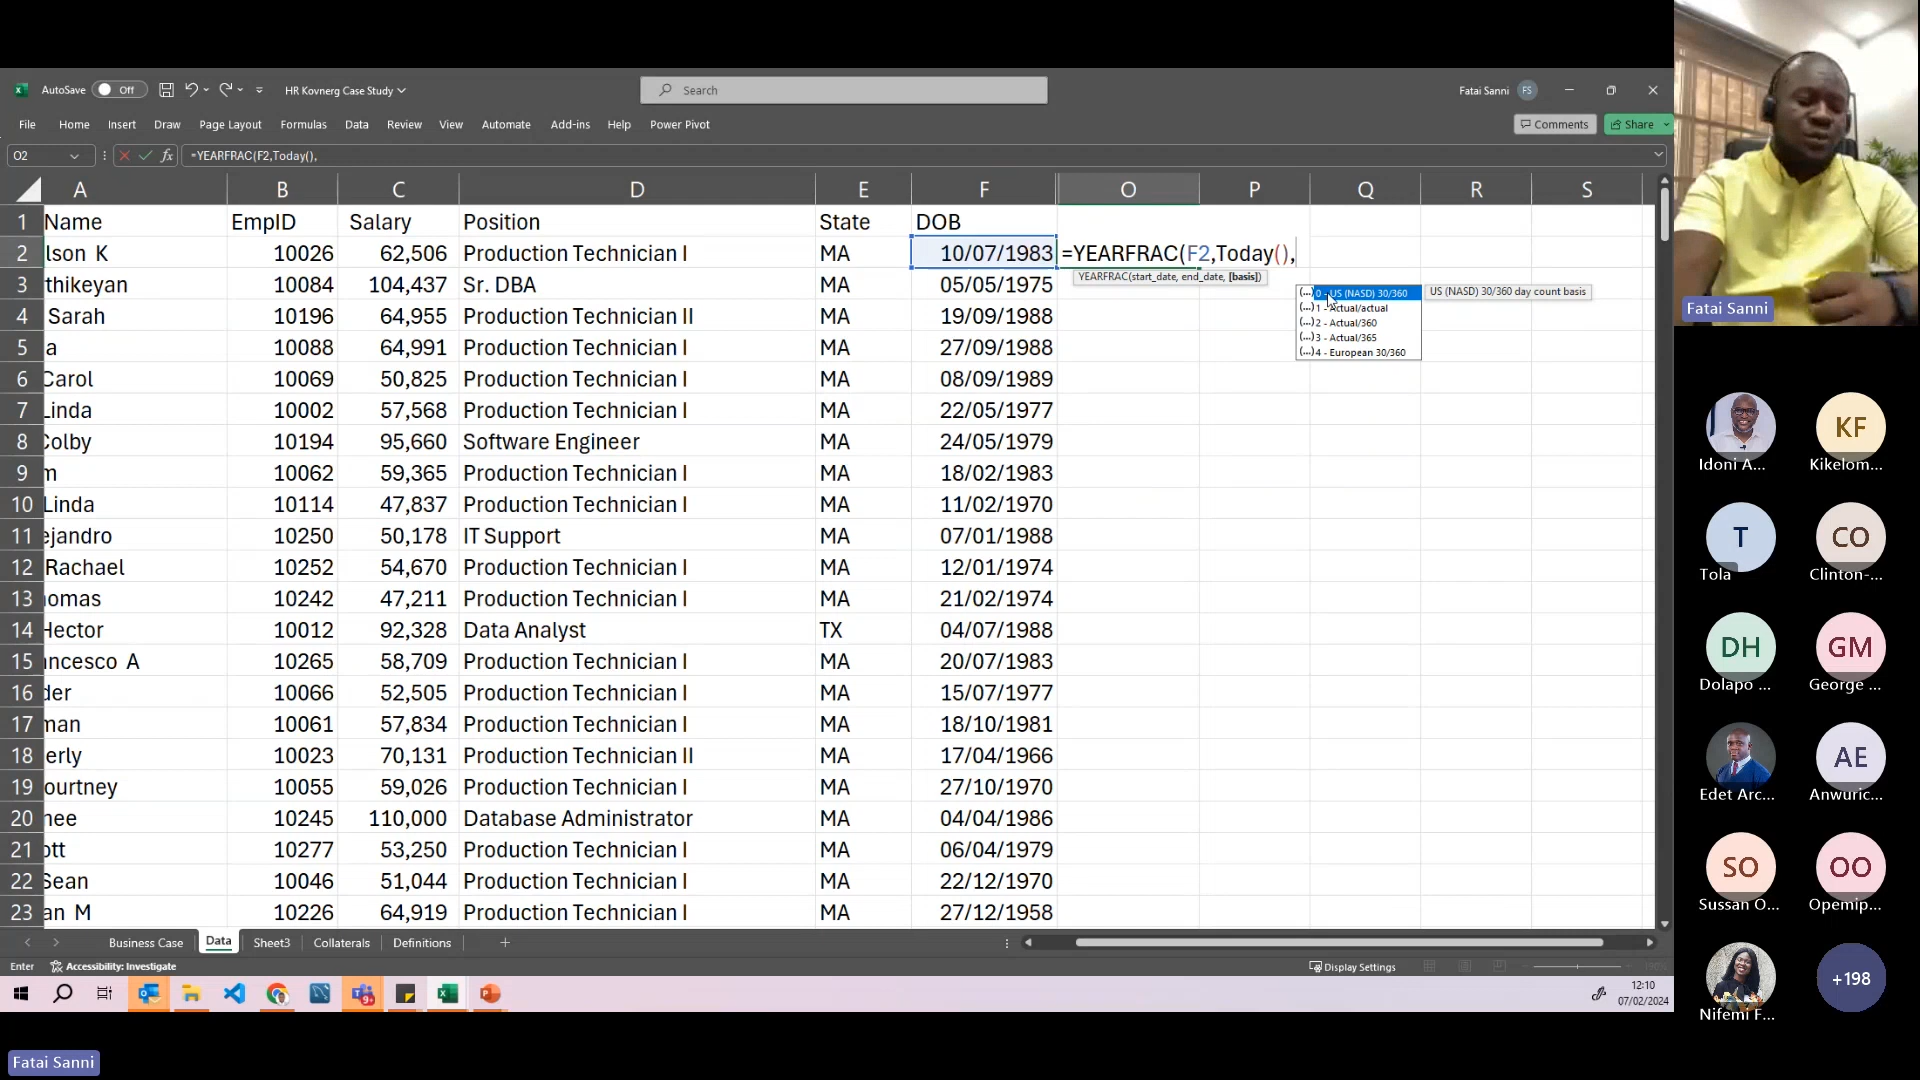 AutoSave Off HR Kovnerg Case Study Search Fatai Sanni FS
File Home Insert Draw Page Layout Formulas Data Review View Automate Add-ins Help Power Pivot Comments Share
O2 fx =YEARFRAC(F2,Today(),
A B C D E F O P Q R S
1 Name EmpID Salary Position State DOB
2 lson K 10026 62,506 Production Technician I MA 10/07/1983 =YEARFRAC(F2,Today(),
YEARFRAC(start_date, end_date, [basis])
3 thikeyan 10084 104,437 Sr. DBA MA 05/05/1975
(...) 0 - US (NASD) 30/360 US (NASD) 30/360 day count basis
(...) 1 - Actual/actual
(...) 2 - Actual/360
(...) 3 - Actual/365
(...) 4 - European 30/360
4 Sarah 10196 64,955 Production Technician II MA 19/09/1988
5 a 10088 64,991 Production Technician I MA 27/09/1988
6 Carol 10069 50,825 Production Technician I MA 08/09/1989
7 Linda 10002 57,568 Production Technician I MA 22/05/1977
8 Colby 10194 95,660 Software Engineer MA 24/05/1979
9 m 10062 59,365 Production Technician I MA 18/02/1983
10 Linda 10114 47,837 Production Technician I MA 11/02/1970
11 ejandro 10250 50,178 IT Support MA 07/01/1988
12 Rachael 10252 54,670 Production Technician I MA 12/01/1974
13 omas 10242 47,211 Production Technician I MA 21/02/1974
14 Hector 10012 92,328 Data Analyst TX 04/07/1988
15 ancesco A 10265 58,709 Production Technician I MA 20/07/1983
16 der 10066 52,505 Production Technician I MA 15/07/1977
17 man 10061 57,834 Production Technician I MA 18/10/1981
18 erly 10023 70,131 Production Technician II MA 17/04/1966
19 ourtney 10055 59,026 Production Technician I MA 27/10/1970
20 nee 10245 110,000 Database Administrator MA 04/04/1986
21 ott 10277 53,250 Production Technician I MA 06/04/1979
22 Sean 10046 51,044 Production Technician I MA 22/12/1970
23 an M 10226 64,919 Production Technician I MA 27/12/1958
Business Case Data Sheet3 Collaterals Definitions
Enter Accessibility: Investigate Display Settings
12:10
07/02/2024
Fatai Sanni
Fatai Sanni
KF
Idoni A... Kikelom...
T CO
Tola Clinton-...
DH GM
Dolapo ... George ...
AE
Edet Arc... Anwuric...
SO OO
Sussan O... Opemip...
+198
Nifemi F...